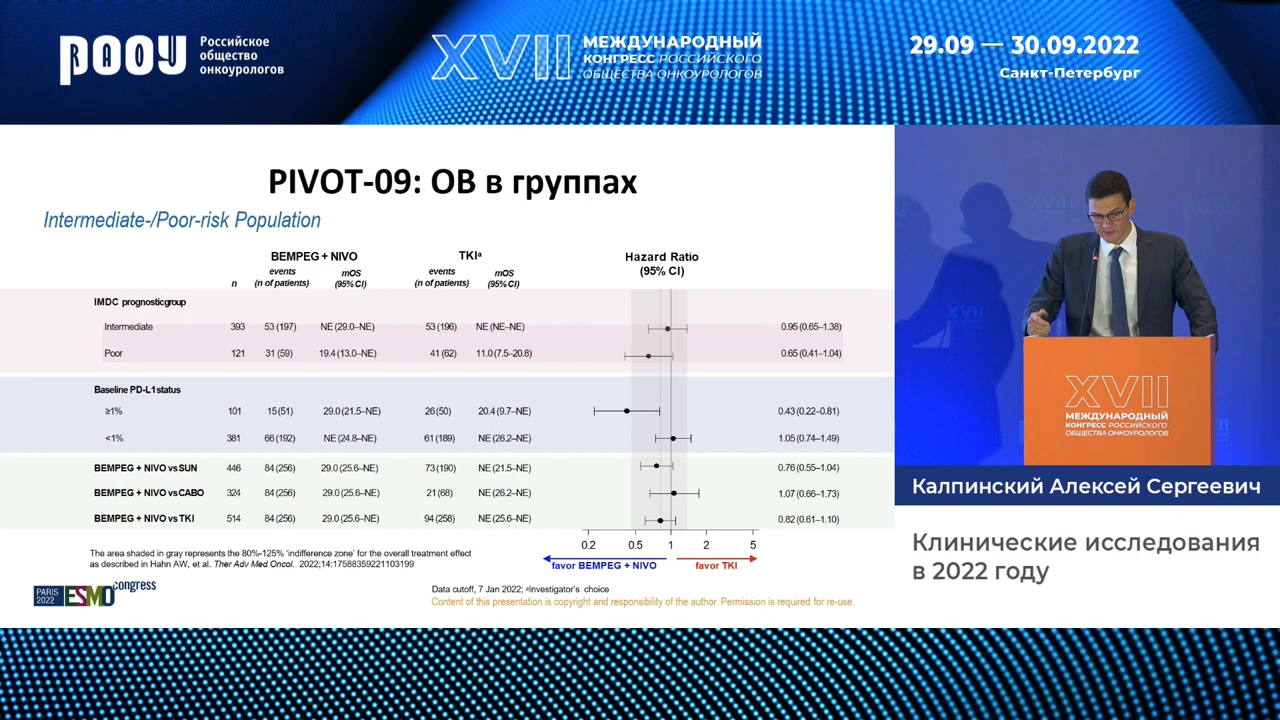 РАОУ
Российское
общество
онкоурологов
XVII
МЕЖДУНАРОДНЫЙ
КОНГРЕСС РОССИЙСКОГО
ОБЩЕСТВА ОНКОУРОЛОГОВ
29.09 — 30.09.2022
Санкт-Петербург
PIVOT-09: ОВ в группах
Intermediate-/Poor-risk Population
BEMPEG + NIVO TKIᵃ Hazard Ratio
(95% CI)
n events (n of patients) mOS (95% CI) events (n of patients) mOS (95% CI)
IMDC prognosticgroup
Intermediate 393 53 (197) NE (29.0–NE) 53 (196) NE (NE–NE) 0.95 (0.65–1.38)
Poor 121 31 (59) 19.4 (13.0–NE) 41 (62) 11.0 (7.5–20.8) 0.65 (0.41–1.04)
Baseline PD-L1 status
≥1% 101 15 (51) 29.0 (21.5–NE) 26 (50) 20.4 (9.7–NE) 0.43 (0.22–0.81)
<1% 381 66 (192) NE (24.8–NE) 61 (189) NE (26.2–NE) 1.05 (0.74–1.49)
BEMPEG + NIVO vs SUN 446 84 (256) 29.0 (25.6–NE) 73 (190) NE (21.5–NE) 0.76 (0.55–1.04)
BEMPEG + NIVO vs CABO 324 84 (256) 29.0 (25.6–NE) 21 (68) NE (26.2–NE) 1.07 (0.66–1.73)
BEMPEG + NIVO vs TKI 514 84 (256) 29.0 (25.6–NE) 94 (258) NE (25.6–NE) 0.82 (0.61–1.10)
0.2 0.5 1 2 5
favor BEMPEG + NIVO favor TKI
The area shaded in gray represents the 80%-125% ‘indifference zone’ for the overall treatment effect
as described in Hahn AW, et al. Ther Adv Med Oncol. 2022;14:17588359221103199
PARIS
2022
ESMO congress
Data cutoff, 7 Jan 2022; ᵃInvestigator’s choice
Content of this presentation is copyright and responsibility of the author. Permission is required for re-use.
XVII
МЕЖДУНАРОДНЫЙ
КОНГРЕСС РОССИЙСКОГО
ОБЩЕСТВА ОНКОУРОЛОГОВ
Калпинский Алексей Сергеевич
Клинические исследования
в 2022 году